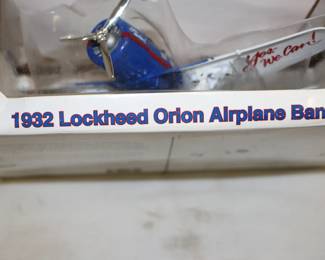 Yes
We Can!
1932 Lockheed Orion Airplane Ban